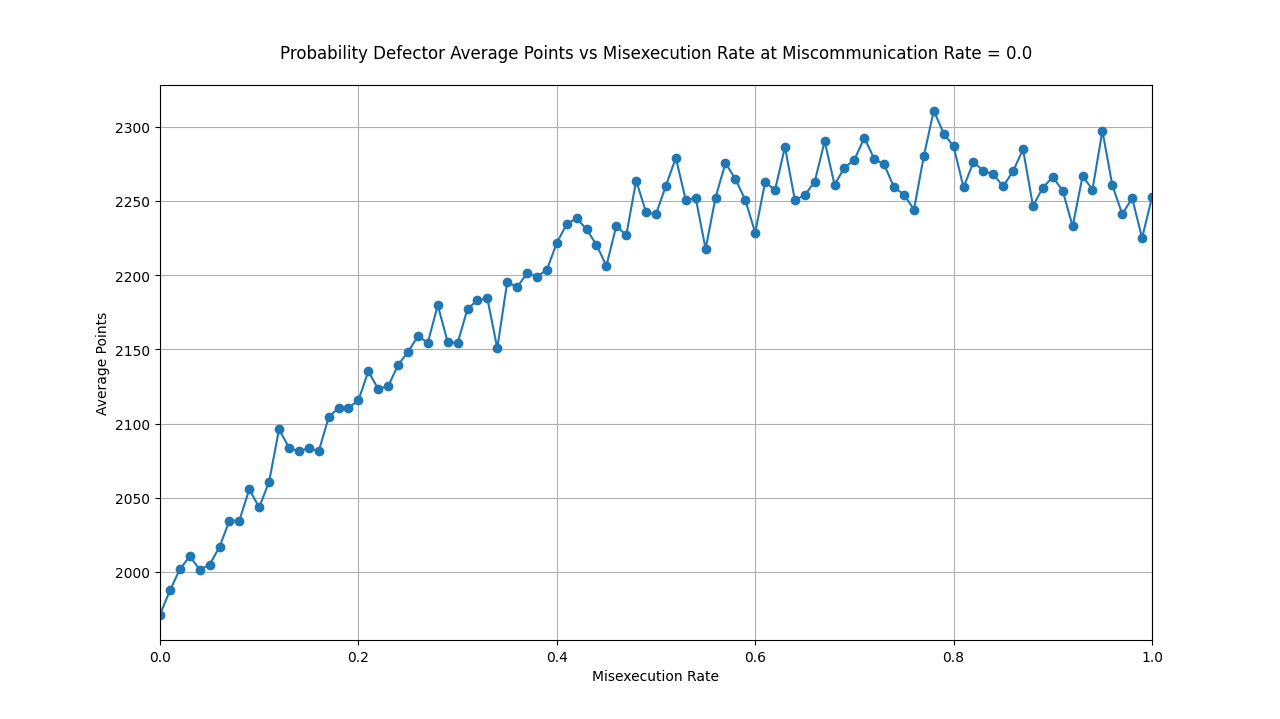 Probability Defector Average Points vs Misexecution Rate at Miscommunication Rate = 0.0
2300
2250
2200
2150
2100
2050
2000
Average Points
0.0 0.2 0.4 0.6 0.8 1.0
Misexecution Rate